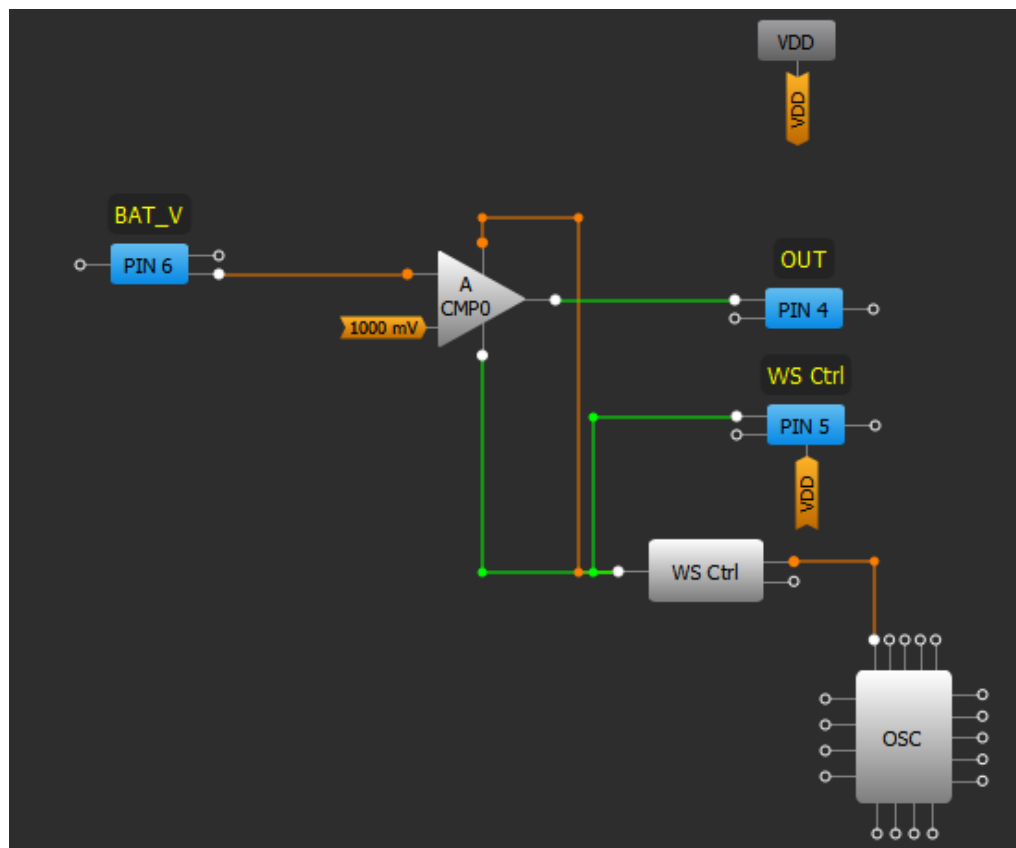 VDD
VDD
BAT_V
PIN 6
A
CMP0
1000 mV
OUT
PIN 4
WS Ctrl
PIN 5
VDD
WS Ctrl
OSC